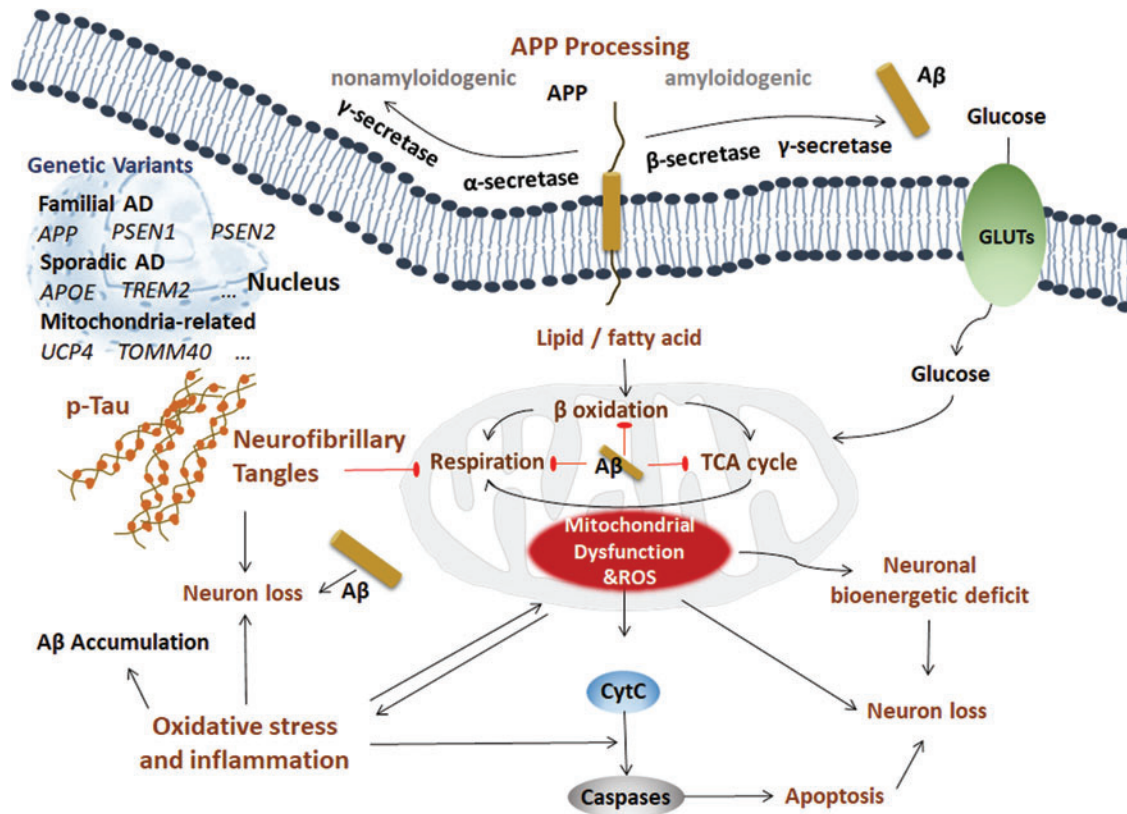 APP Processing
nonamyloidogenic
APP
amyloidogenic
Aβ
Glucose
γ-secretase
α-secretase
β-secretase
γ-secretase
GLUTs
Genetic Variants
Familial AD
APP PSEN1 PSEN2
Sporadic AD
APOE TREM2 ...
Nucleus
Mitochondria-related
UCP4 TOMM40 ...
Lipid / fatty acid
Glucose
p-Tau
Neurofibrillary
Tangles
β oxidation
Respiration
Aβ
TCA cycle
Mitochondrial
Dysfunction
&ROS
Neuron loss
Aβ
Neuronal
bioenergetic deficit
Aβ Accumulation
CytC
Neuron loss
Oxidative stress
and inflammation
Caspases
Apoptosis